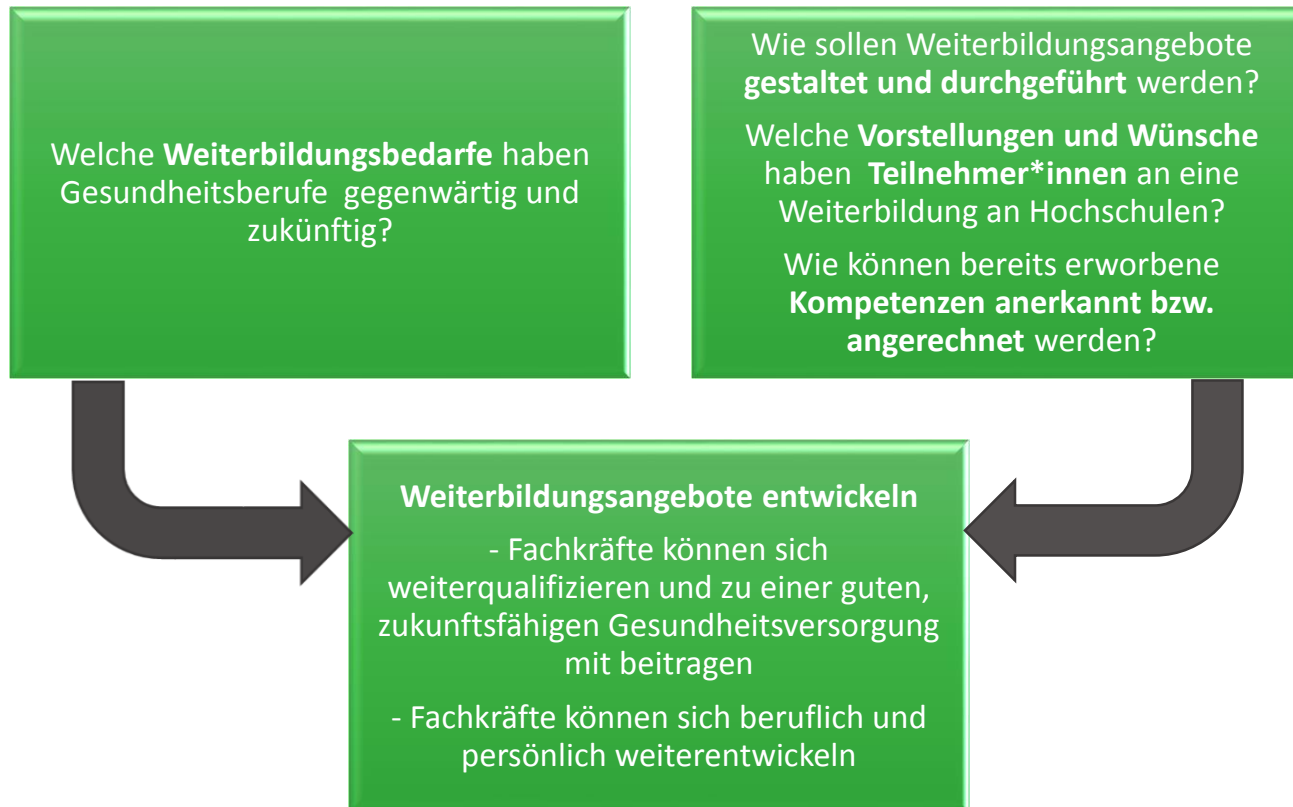 Welche Weiterbildungsbedarfe haben
Gesundheitsberufe gegenwärtig und
zukünftig?
Wie sollen Weiterbildungsangebote
gestaltet und durchgeführt werden?
Welche Vorstellungen und Wünsche
haben Teilnehmer*innen an eine
Weiterbildung an Hochschulen?
Wie können bereits erworbene
Kompetenzen anerkannt bzw.
angerechnet werden?
Weiterbildungsangebote entwickeln
- Fachkräfte können sich
weiterqualifizieren und zu einer guten,
zukunftsfähigen Gesundheitsversorgung
mit beitragen
- Fachkräfte können sich beruflich und
persönlich weiterentwickeln